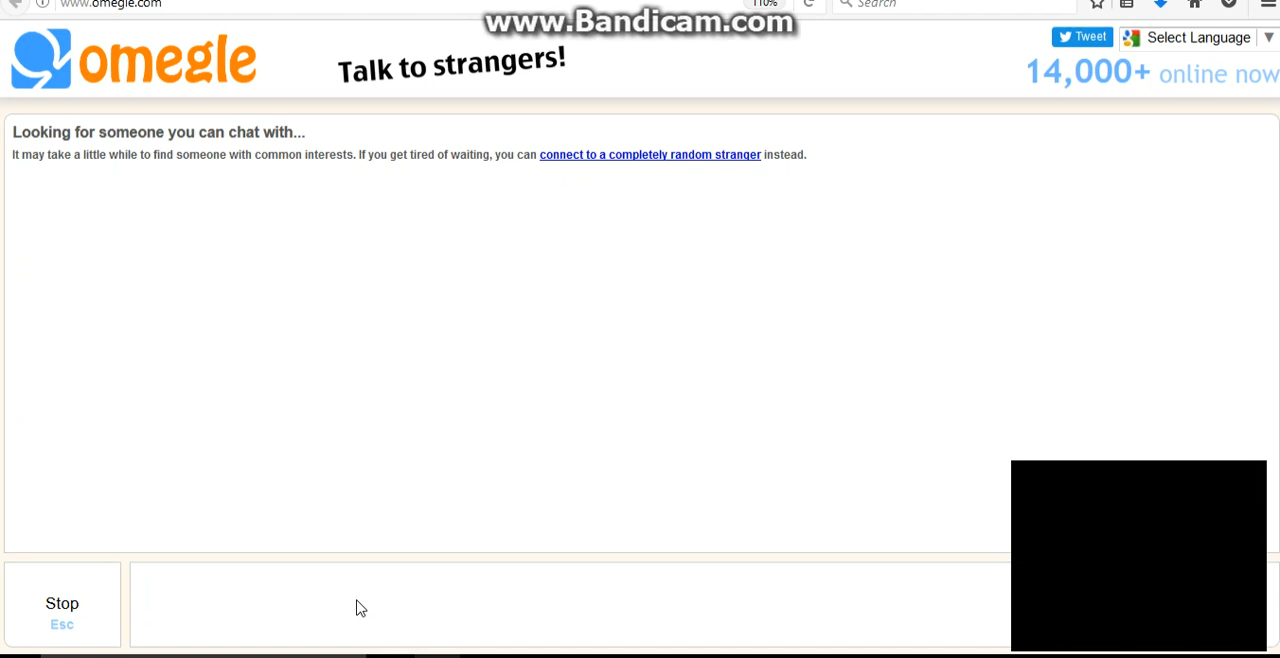 www.omegle.com
110%
Search
www.Bandicam.com
omegle
Talk to strangers!
Tweet
Select Language
14,000+ online now
Looking for someone you can chat with...
It may take a little while to find someone with common interests. If you get tired of waiting, you can connect to a completely random stranger instead.
Stop
Esc